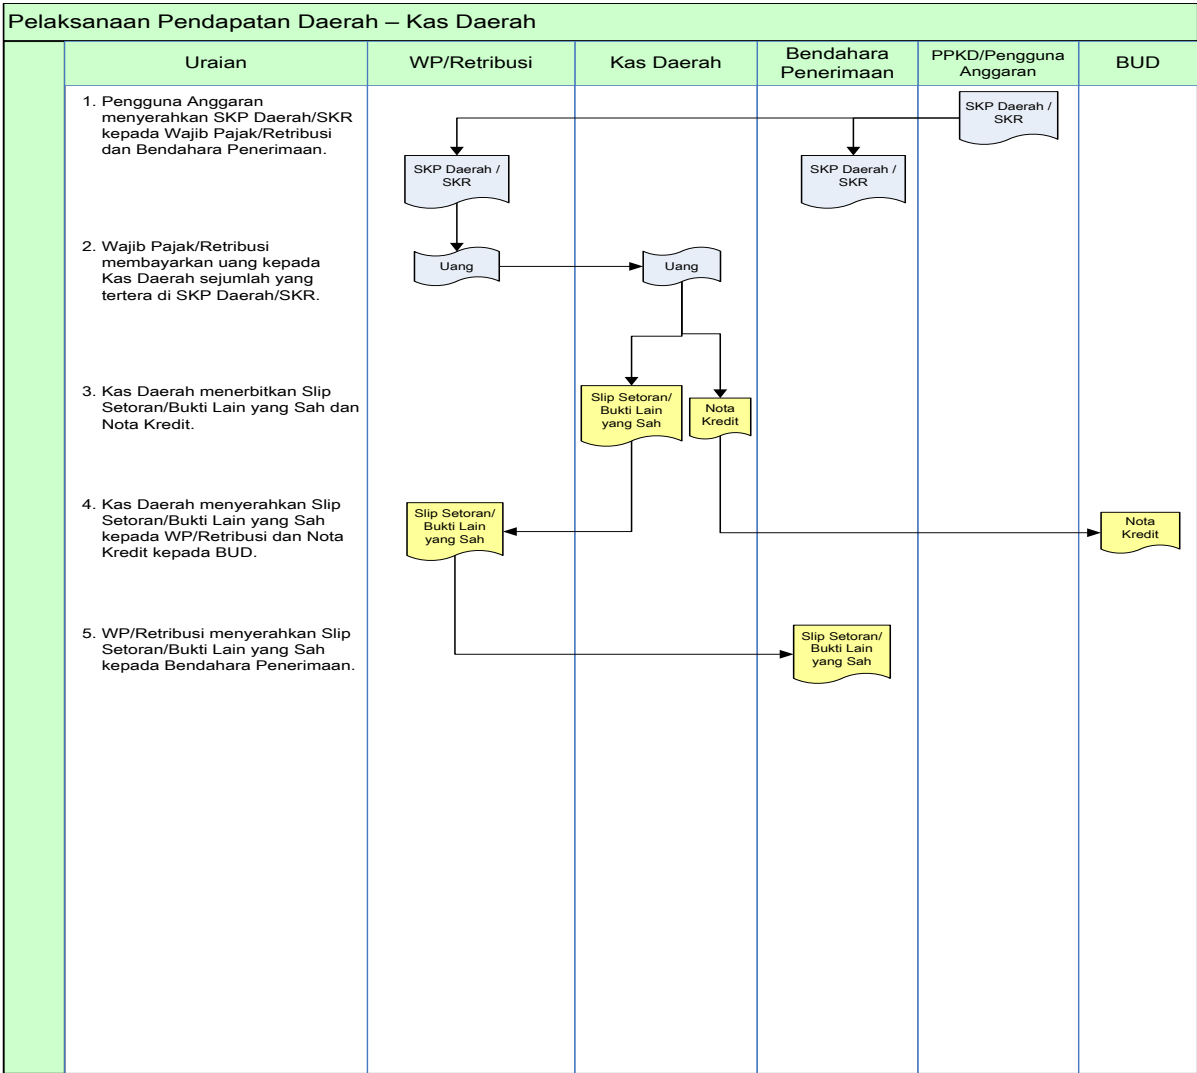 Pelaksanaan Pendapatan Daerah – Kas Daerah
Uraian
WP/Retribusi
Kas Daerah
Bendahara
Penerimaan
PPKD/Pengguna
Anggaran
BUD
1. Pengguna Anggaran
menyerahkan SKP Daerah/SKR
kepada Wajib Pajak/Retribusi
dan Bendahara Penerimaan.
SKP Daerah /
SKR
SKP Daerah /
SKR
SKP Daerah /
SKR
2. Wajib Pajak/Retribusi
membayarkan uang kepada
Kas Daerah sejumlah yang
tertera di SKP Daerah/SKR.
Uang
Uang
3. Kas Daerah menerbitkan Slip
Setoran/Bukti Lain yang Sah dan
Nota Kredit.
Slip Setoran/
Bukti Lain
yang Sah
Nota
Kredit
4. Kas Daerah menyerahkan Slip
Setoran/Bukti Lain yang Sah
kepada WP/Retribusi dan Nota
Kredit kepada BUD.
Slip Setoran/
Bukti Lain
yang Sah
Nota
Kredit
5. WP/Retribusi menyerahkan Slip
Setoran/Bukti Lain yang Sah
kepada Bendahara Penerimaan.
Slip Setoran/
Bukti Lain
yang Sah